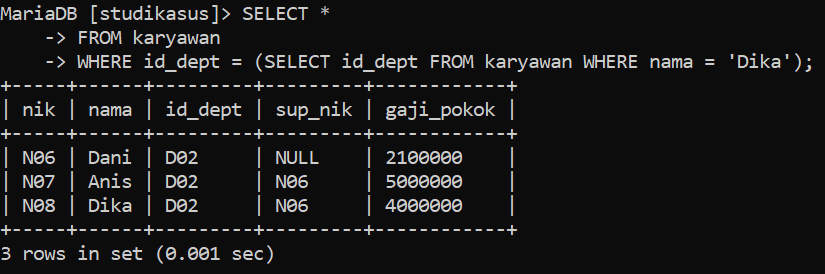 MariaDB [studikasus]> SELECT *
    -> FROM karyawan
    -> WHERE id_dept = (SELECT id_dept FROM karyawan WHERE nama = 'Dika');
+-----+------+---------+---------+------------+
| nik | nama | id_dept | sup_nik | gaji_pokok |
+-----+------+---------+---------+------------+
| N06 | Dani | D02     | NULL    | 2100000    |
| N07 | Anis | D02     | N06     | 5000000    |
| N08 | Dika | D02     | N06     | 4000000    |
+-----+------+---------+---------+------------+
3 rows in set (0.001 sec)